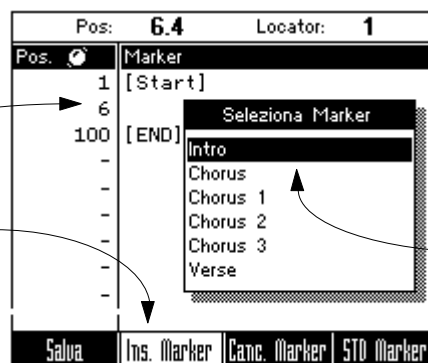 Pos: 6.4 Locator: 1
Pos. Marker
1 [Start]
6
100 [END]
-
-
-
-
-
-
Seleziona Marker
Intro
Chorus
Chorus 1
Chorus 2
Chorus 3
Verse
Salva Ins. Marker Canc. Marker STD Marker